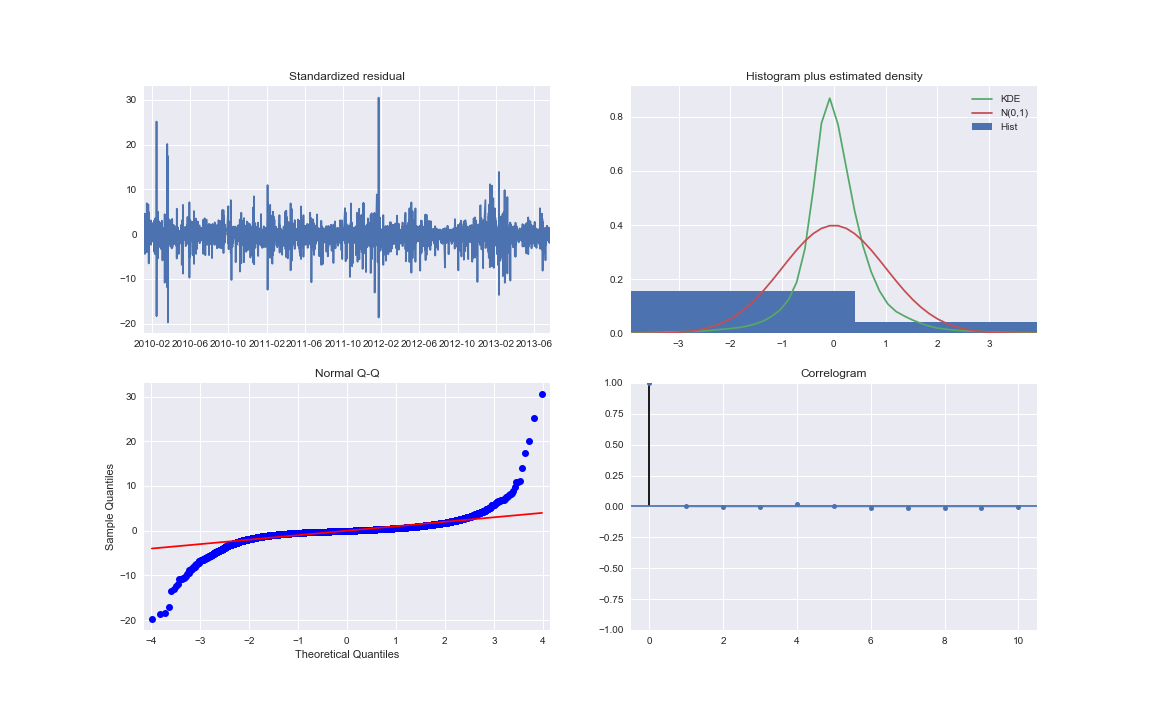 Standardized residual
30
20
10
0
−10
−20
2010-02 2010-06 2010-10 2011-02 2011-06 2011-10 2012-02 2012-06 2012-10 2013-02 2013-06
Histogram plus estimated density
KDE
N(0,1)
Hist
0.8
0.6
0.4
0.2
0.0
−3 −2 −1 0 1 2 3
Normal Q-Q
Sample Quantiles
30
20
10
0
−10
−20
−4 −3 −2 −1 0 1 2 3 4
Theoretical Quantiles
Correlogram
1.00
0.75
0.50
0.25
0.00
−0.25
−0.50
−0.75
−1.00
0 2 4 6 8 10